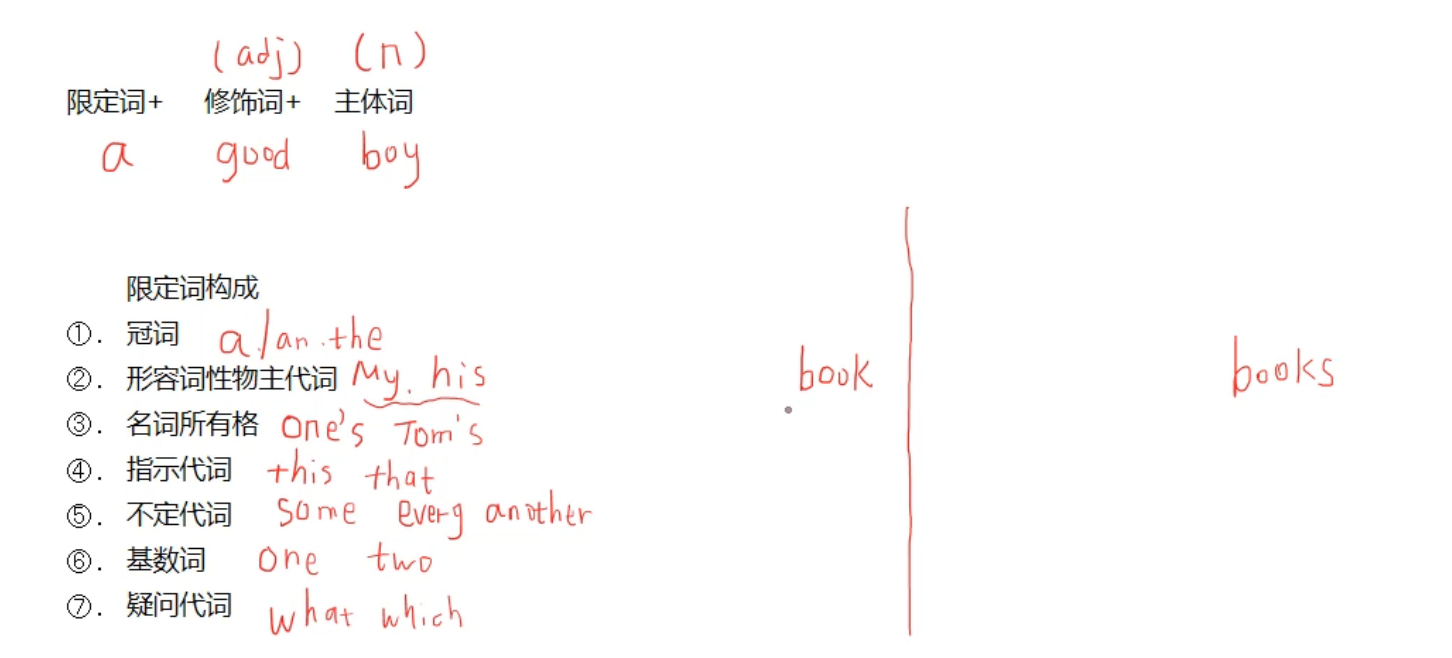 (adj) (n)
限定词+ 修饰词+ 主体词
a good boy
限定词构成
①. 冠词 a/an.the
②. 形容词性物主代词 My. his
③. 名词所有格 One's Tom's
④. 指示代词 this that
⑤. 不定代词 some every another
⑥. 基数词 One two
⑦. 疑问代词 what which
book
books